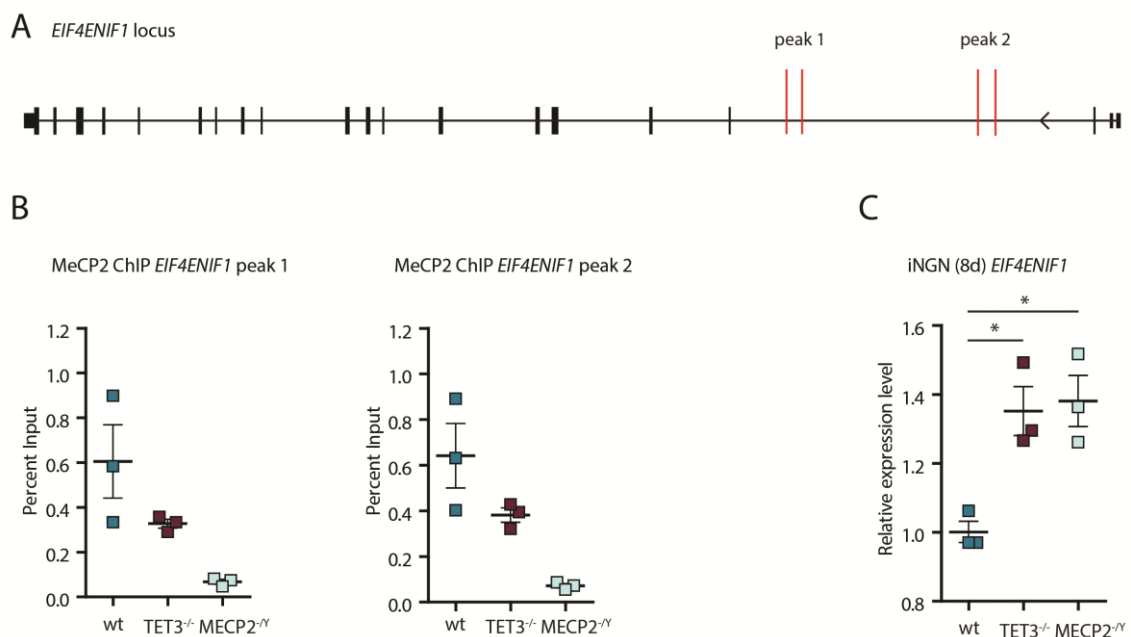 A
EIF4ENIF1 locus
peak 1
peak 2
B
C
MeCP2 ChIP EIF4ENIF1 peak 1
MeCP2 ChIP EIF4ENIF1 peak 2
iNGN (8d) EIF4ENIF1
Percent Input
1.2
1.0
0.8
0.6
0.4
0.2
0.0
wt
TET3-/-
MECP2-/Y
Percent Input
1.2
1.0
0.8
0.6
0.4
0.2
0.0
wt
TET3-/-
MECP2-/Y
Relative expression level
1.6
1.4
1.2
1.0
0.8
*
*
wt
TET3-/-
MECP2-/Y